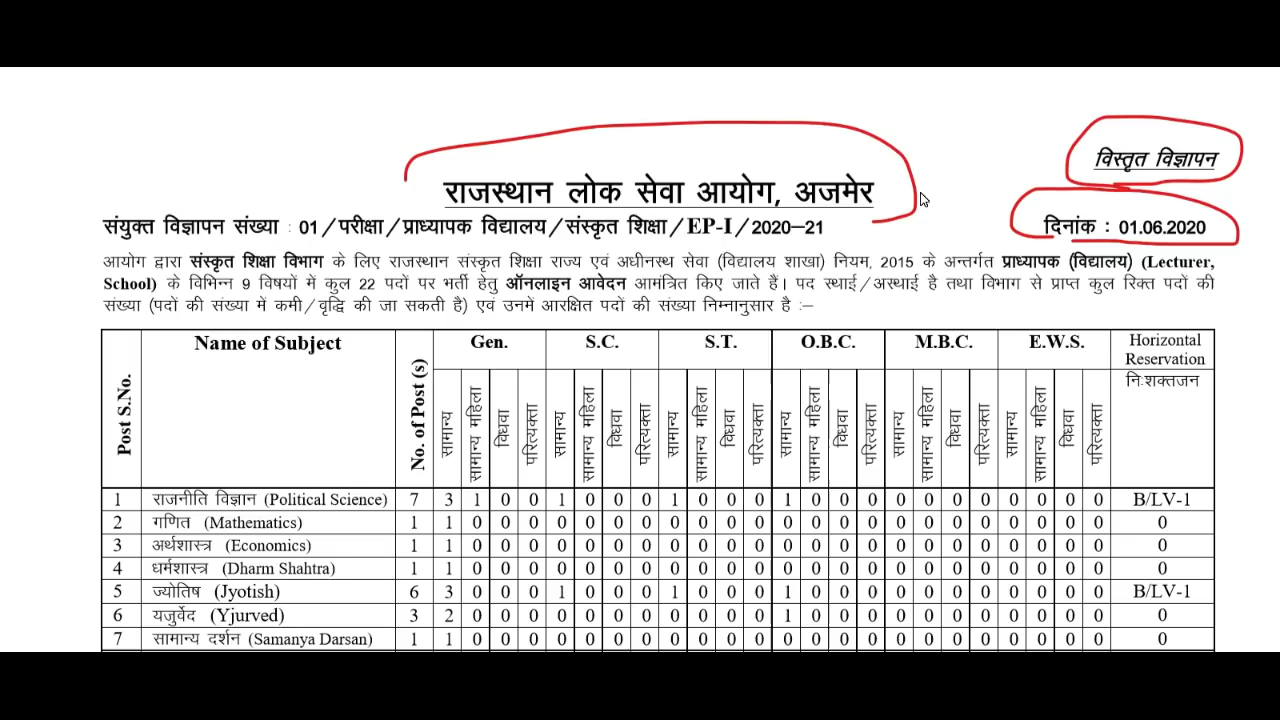 विस्तृत विज्ञापन
राजस्थान लोक सेवा आयोग, अजमेर
संयुक्त विज्ञापन संख्या : 01/परीक्षा/प्राध्यापक विद्यालय/संस्कृत शिक्षा/EP-I/2020–21 दिनांक : 01.06.2020
आयोग द्वारा संस्कृत शिक्षा विभाग के लिए राजस्थान संस्कृत शिक्षा राज्य एवं अधीनस्थ सेवा (विद्यालय शाखा) नियम, 2015 के अन्तर्गत प्राध्यापक (विद्यालय) (Lecturer,
School) के विभिन्न 9 विषयों में कुल 22 पदों पर भर्ती हेतु ऑनलाइन आवेदन आमंत्रित किए जाते हैं। पद स्थाई/अस्थाई है तथा विभाग से प्राप्त कुल रिक्त पदों की
संख्या (पदों की संख्या में कमी/वृद्धि की जा सकती है) एवं उनमें आरक्षित पदों की संख्या निम्नानुसार है :–
Post S.No. Name of Subject No. of Post (s) Gen. S.C. S.T. O.B.C. M.B.C. E.W.S. Horizontal
Reservation
निःशक्तजन
सामान्य सामान्य महिला विधवा परित्यक्ता सामान्य सामान्य महिला विधवा परित्यक्ता सामान्य सामान्य महिला विधवा परित्यक्ता सामान्य सामान्य महिला विधवा परित्यक्ता सामान्य सामान्य महिला विधवा परित्यक्ता सामान्य सामान्य महिला विधवा परित्यक्ता
1 राजनीति विज्ञान (Political Science) 7 3 1 0 0 1 0 0 0 1 0 0 0 1 0 0 0 0 0 0 0 0 0 0 0 B/LV-1
2 गणित (Mathematics) 1 1 0 0 0 0 0 0 0 0 0 0 0 0 0 0 0 0 0 0 0 0 0 0 0 0
3 अर्थशास्त्र (Economics) 1 1 0 0 0 0 0 0 0 0 0 0 0 0 0 0 0 0 0 0 0 0 0 0 0 0
4 धर्मशास्त्र (Dharm Shahtra) 1 1 0 0 0 0 0 0 0 0 0 0 0 0 0 0 0 0 0 0 0 0 0 0 0 0
5 ज्योतिष (Jyotish) 6 3 0 0 0 1 0 0 0 1 0 0 0 1 0 0 0 0 0 0 0 0 0 0 0 B/LV-1
6 यजुर्वेद (Yjurved) 3 2 0 0 0 0 0 0 0 0 0 0 0 1 0 0 0 0 0 0 0 0 0 0 0 0
7 सामान्य दर्शन (Samanya Darsan) 1 1 0 0 0 0 0 0 0 0 0 0 0 0 0 0 0 0 0 0 0 0 0 0 0 0